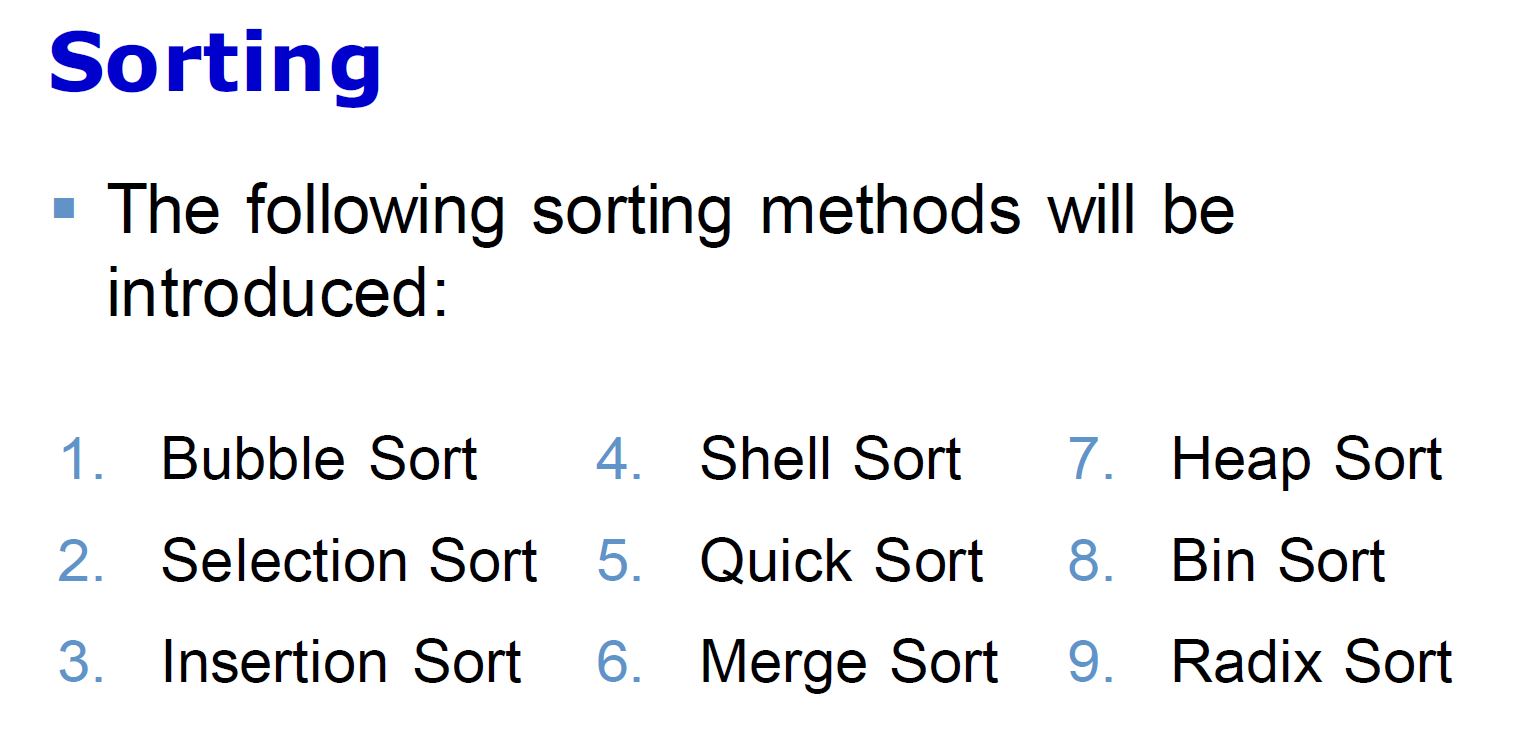 Sorting
▪ The following sorting methods will be
introduced:
1. Bubble Sort
2. Selection Sort
3. Insertion Sort
4. Shell Sort
5. Quick Sort
6. Merge Sort
7. Heap Sort
8. Bin Sort
9. Radix Sort